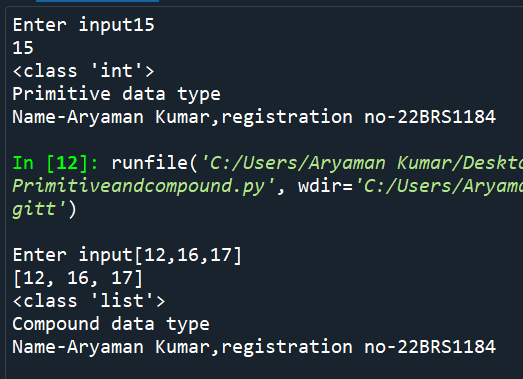 Enter input15
15
<class 'int'>
Primitive data type
Name-Aryaman Kumar,registration no-22BRS1184
In [12]: runfile('C:/Users/Aryaman Kumar/Deskto
Primitiveandcompound.py', wdir='C:/Users/Aryama
gitt')
Enter input[12,16,17]
[12, 16, 17]
<class 'list'>
Compound data type
Name-Aryaman Kumar,registration no-22BRS1184